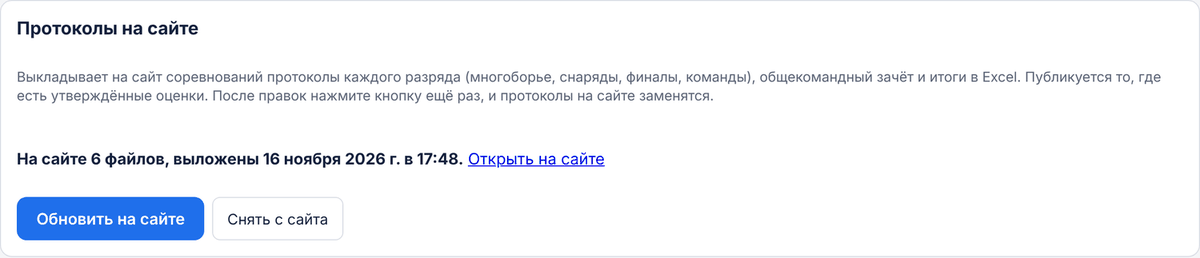 Протоколы на сайте
Выкладывает на сайт соревнований протоколы каждого разряда (многоборье, снаряды, финалы, команды), общекомандный зачёт и итоги в Excel. Публикуется то, где
есть утверждённые оценки. После правок нажмите кнопку ещё раз, и протоколы на сайте заменятся.
На сайте 6 файлов, выложены 16 ноября 2026 г. в 17:48. Открыть на сайте
Обновить на сайте Снять с сайта